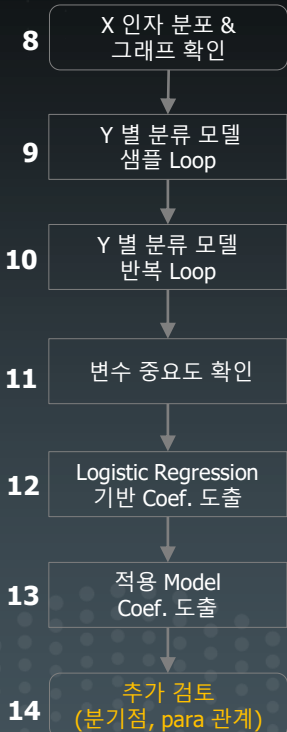 8
X 인자 분포 &
그래프 확인
9
Y 별 분류 모델
샘플 Loop
10
Y 별 분류 모델
반복 Loop
11
변수 중요도 확인
12
Logistic Regression
기반 Coef. 도출
13
적용 Model
Coef. 도출
14
추가 검토
(분기점, para 관계)